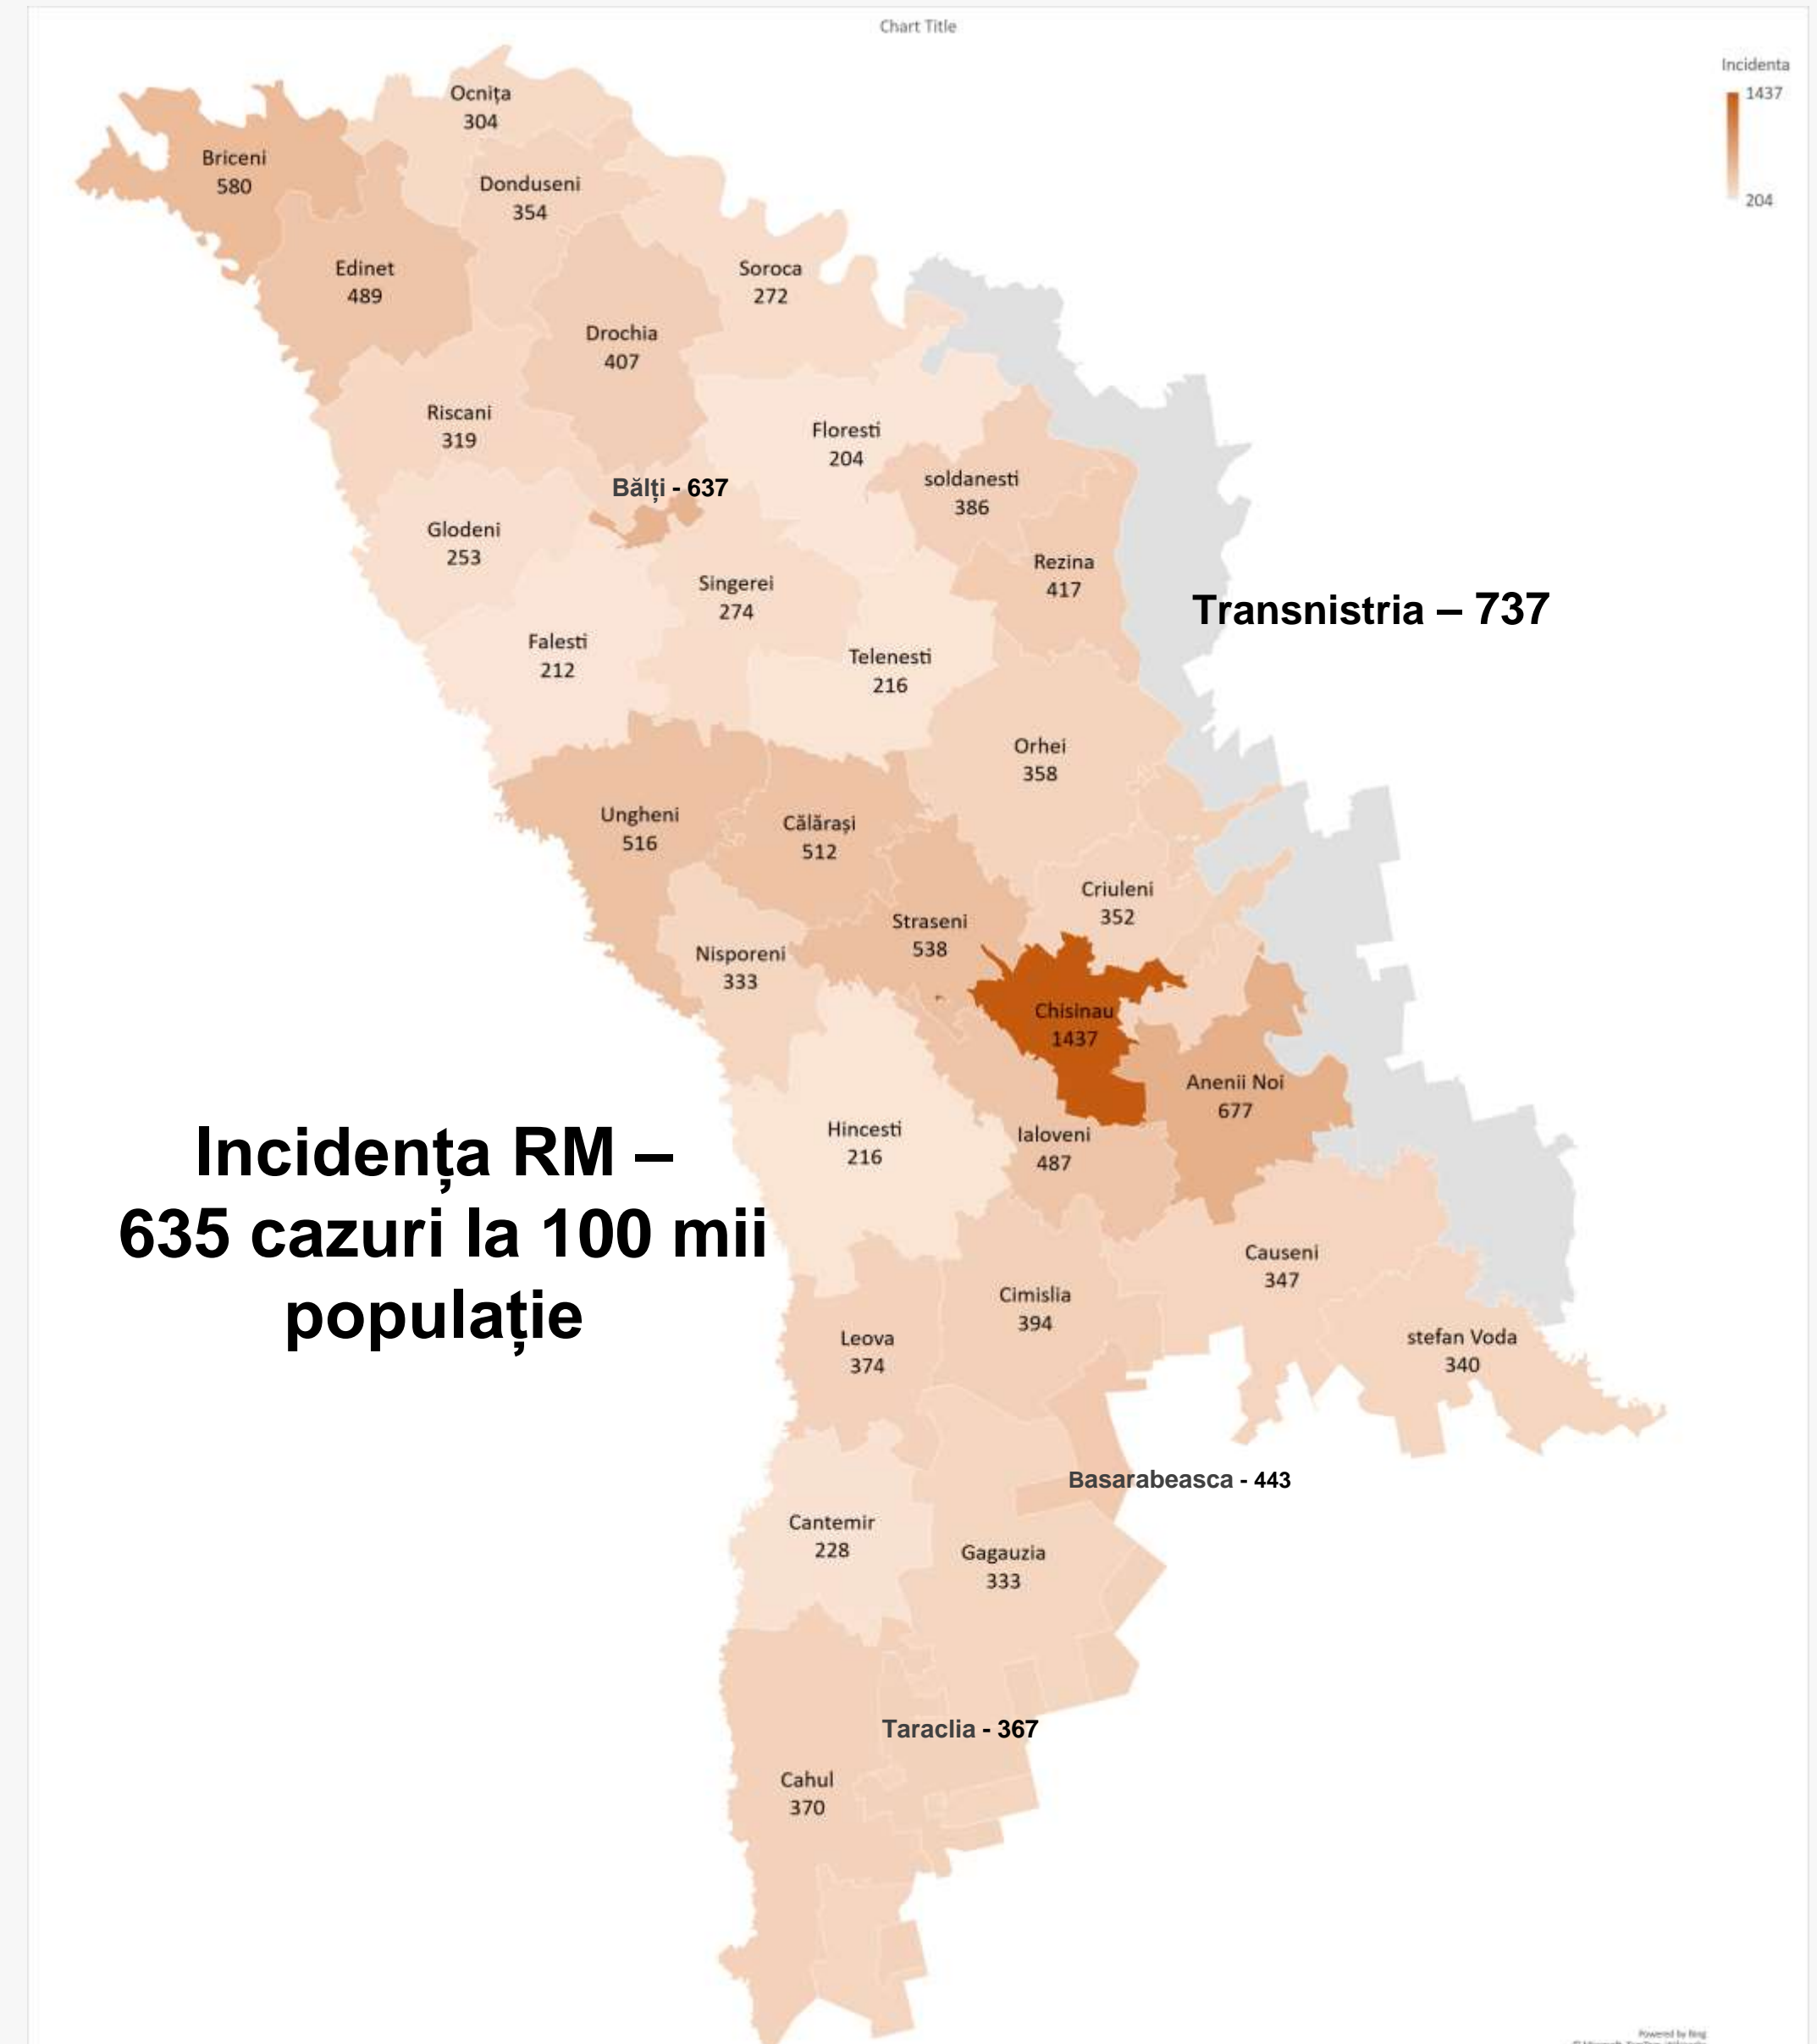 Chart Title
Incidenta
1437
204
Ocnița
304
Briceni
580
Donduseni
354
Edinet
489
Soroca
272
Drochia
407
Riscani
319
Floresti
204
soldanesti
386
Bălți - 637
Glodeni
253
Rezina
417
Singerei
274
Transnistria – 737
Falesti
212
Telenesti
216
Orhei
358
Ungheni
516
Călărași
512
Criuleni
352
Straseni
538
Nisporeni
333
Chisinau
1437
Anenii Noi
677
Hincesti
216
Ialoveni
487
Incidența RM –
635 cazuri la 100 mii
populație
Causeni
347
Cimislia
394
Leova
374
stefan Voda
340
Basarabeasca - 443
Cantemir
228
Gagauzia
333
Taraclia - 367
Cahul
370
Powered by Bing